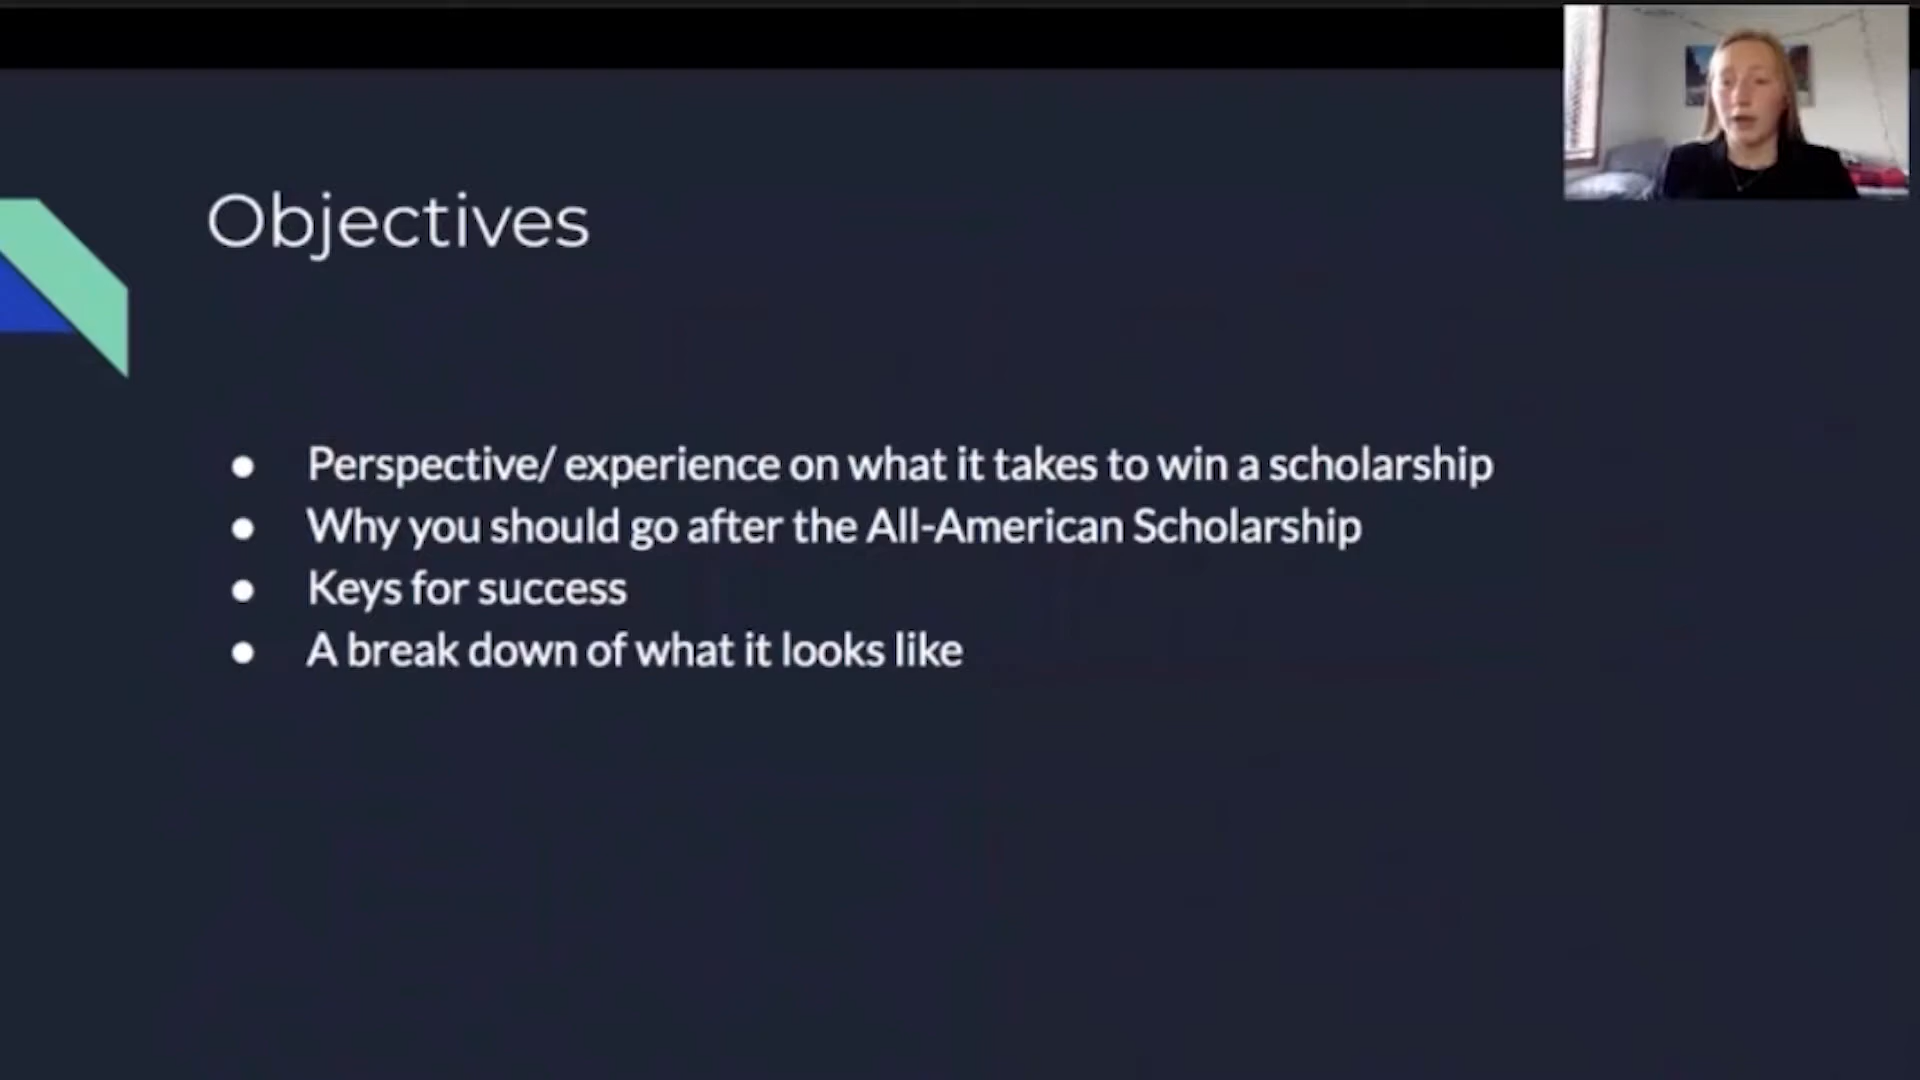 Objectives
● Perspective/ experience on what it takes to win a scholarship
● Why you should go after the All-American Scholarship
● Keys for success
● A break down of what it looks like